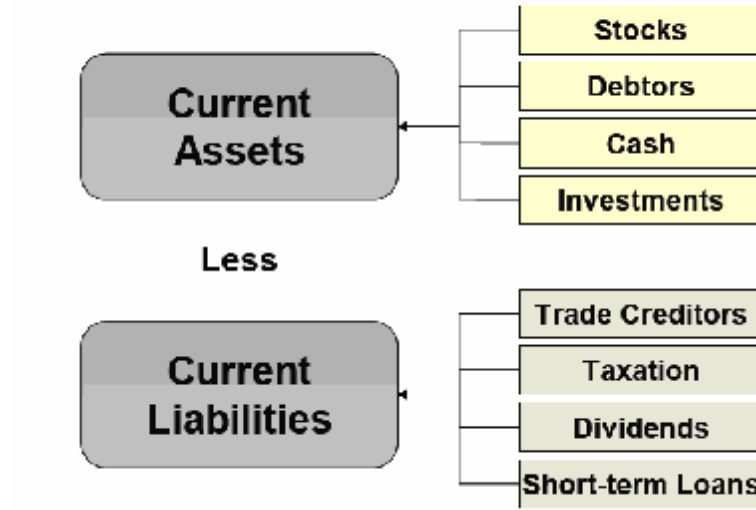 Current
Assets
Stocks
Debtors
Cash
Investments
Less
Current
Liabilities
Trade Creditors
Taxation
Dividends
Short-term Loans